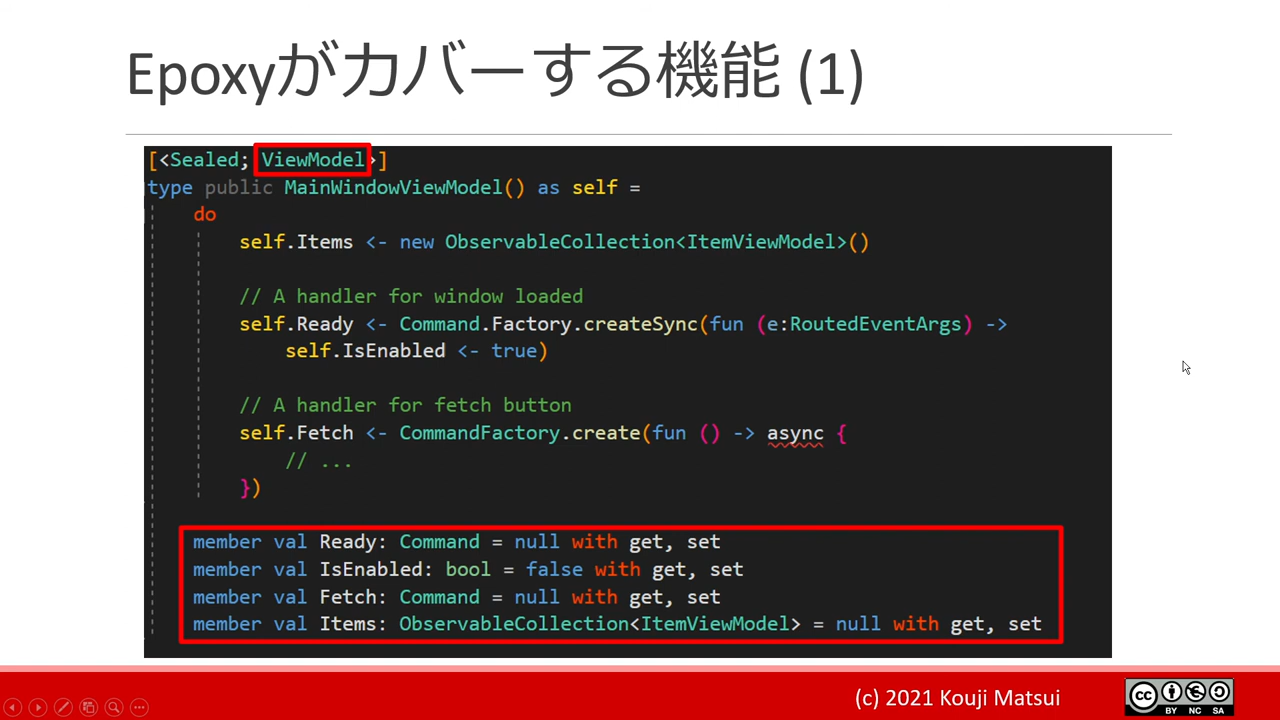 Epoxyがカバーする機能 (1)
[<Sealed; ViewModel>]
type public MainWindowViewModel() as self =
do
self.Items <- new ObservableCollection<ItemViewModel>()
// A handler for window loaded
self.Ready <- Command.Factory.createSync(fun (e:RoutedEventArgs) ->
self.IsEnabled <- true)
// A handler for fetch button
self.Fetch <- CommandFactory.create(fun () -> async {
// ...
})
member val Ready: Command = null with get, set
member val IsEnabled: bool = false with get, set
member val Fetch: Command = null with get, set
member val Items: ObservableCollection<ItemViewModel> = null with get, set
(c) 2021 Kouji Matsui
cc
BY NC SA